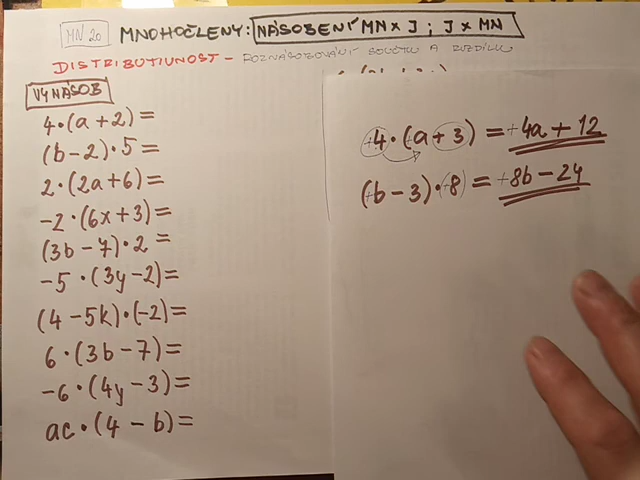 MN 20 MNOHOČLENY: NÁSOBENÍ MN x J ; J x MN
DISTRIBUTIVNOST - ROZNÁSOBOVÁNÍ SOUČTU A ROZDÍLU
VYNÁSOB
4·(a+2)=
(b-2)·5=
2·(2a+6)=
-2·(6x+3)=
(3b-7)·2=
-5·(3y-2)=
(4-5k)·(-2)=
6·(3b-7)=
-6·(4y-3)=
ac·(4-b)=
+4·(+a+3)=+4a+12
(+b-3)·(+8)=+8b-24